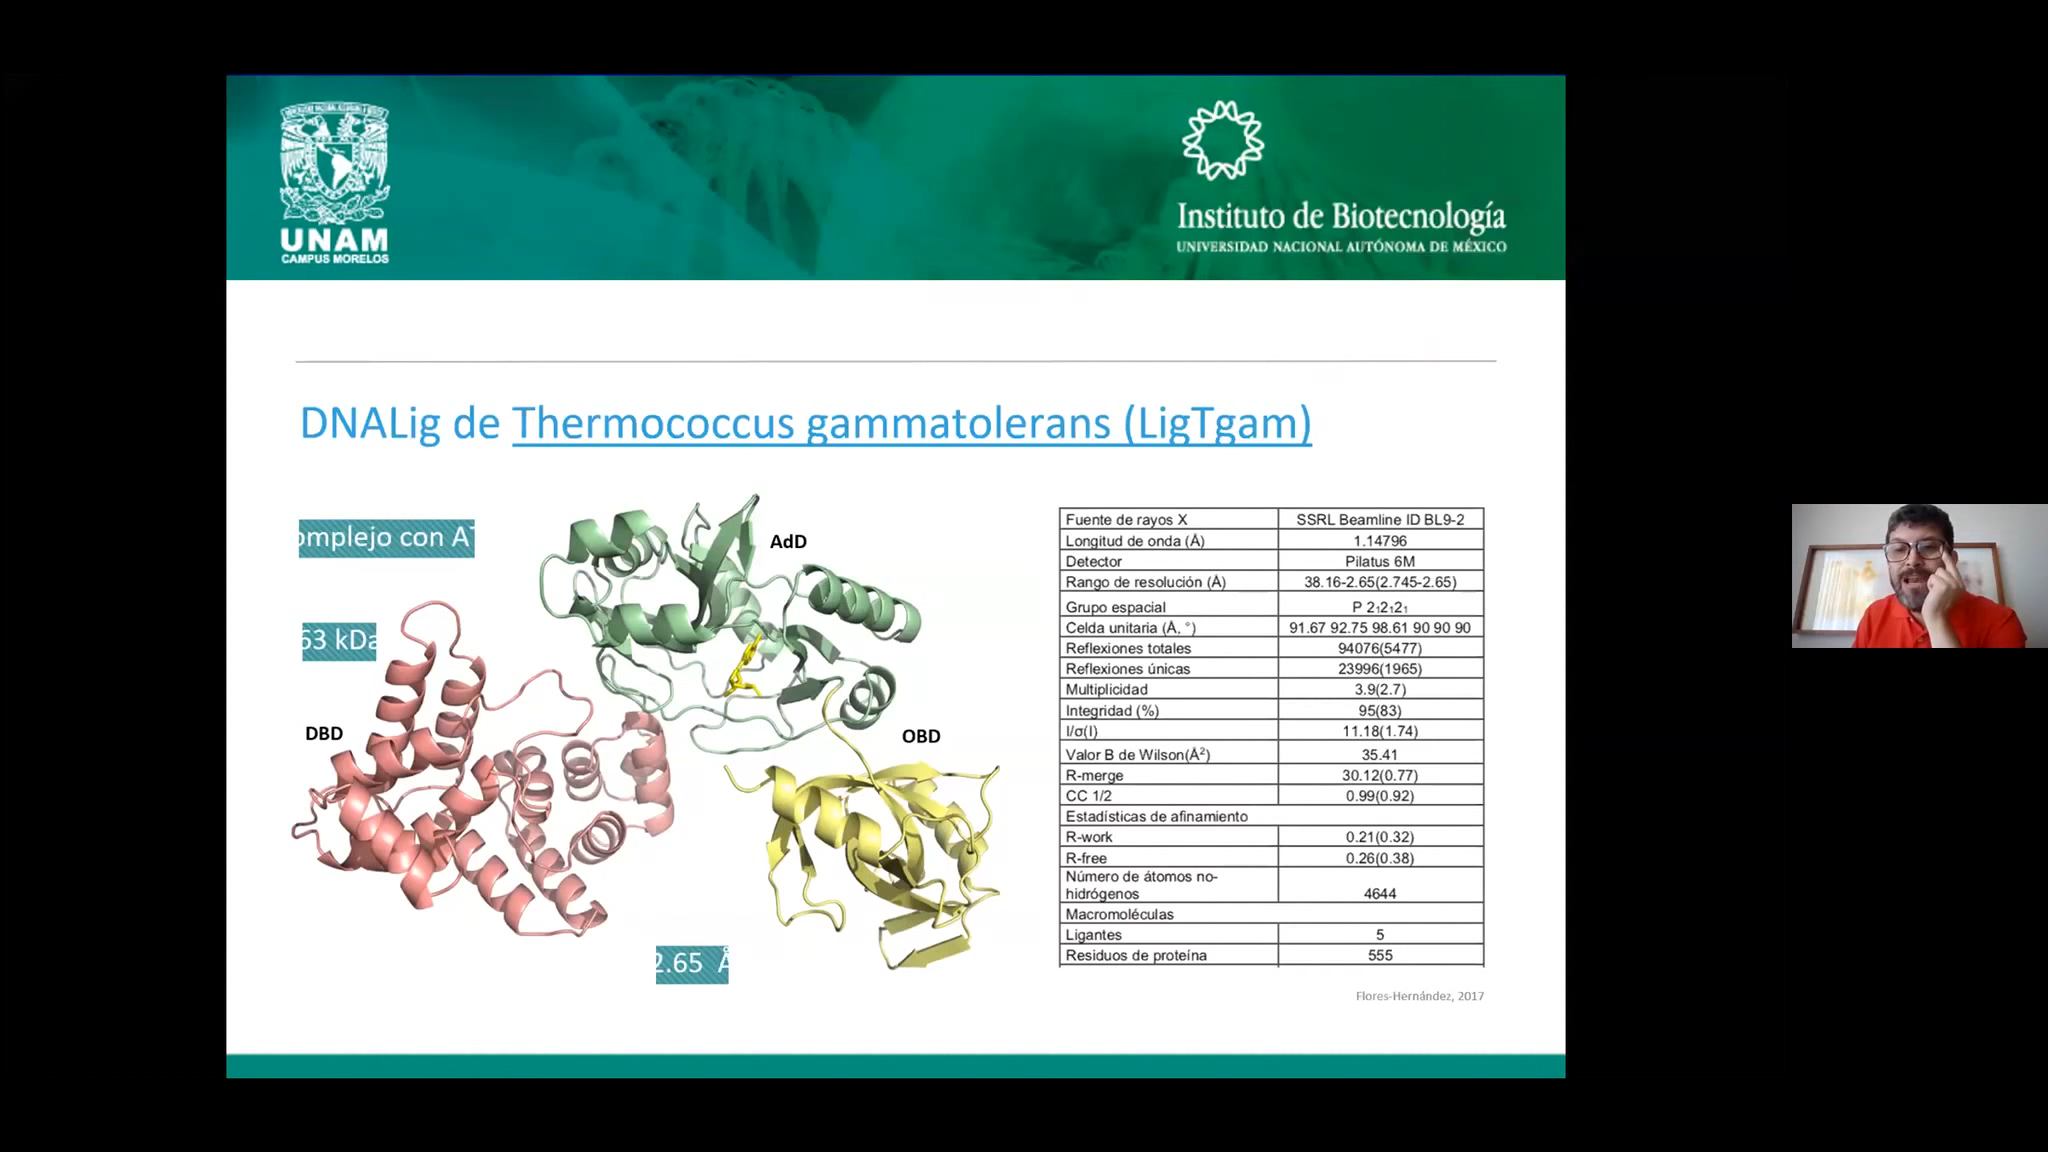 UNAM
CAMPUS MORELOS
Instituto de Biotecnología
UNIVERSIDAD NACIONAL AUTÓNOMA DE MÉXICO
DNALig de Thermococcus gammatolerans (LigTgam)
omplejo con AT
63 kDa
AdD
DBD
OBD
2.65 Å
Fuente de rayos X SSRL Beamline ID BL9-2
Longitud de onda (Å) 1.14796
Detector Pilatus 6M
Rango de resolución (Å) 38.16-2.65(2.745-2.65)
Grupo espacial P 2₁2₁2₁
Celda unitaria (Å, °) 91.67 92.75 98.61 90 90 90
Reflexiones totales 94076(5477)
Reflexiones únicas 23996(1965)
Multiplicidad 3.9(2.7)
Integridad (%) 95(83)
I/σ(I) 11.18(1.74)
Valor B de Wilson(Å²) 35.41
R-merge 30.12(0.77)
CC 1/2 0.99(0.92)
Estadísticas de afinamiento
R-work 0.21(0.32)
R-free 0.26(0.38)
Número de átomos no-
hidrógenos 4644
Macromoléculas
Ligantes 5
Residuos de proteína 555
Flores-Hernández, 2017